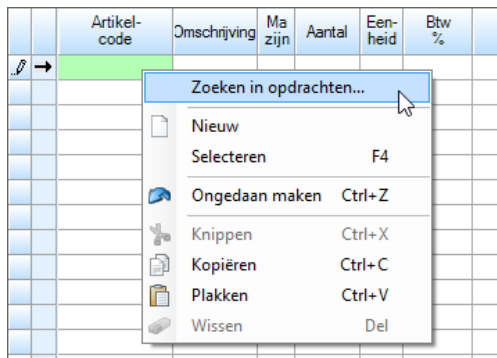 Artikel-
code
Omschrijving
Ma
zijn
Aantal
Een-
heid
Btw
%
Zoeken in opdrachten...
Nieuw
Selecteren F4
Ongedaan maken Ctrl+Z
Knippen Ctrl+X
Kopiëren Ctrl+C
Plakken Ctrl+V
Wissen Del